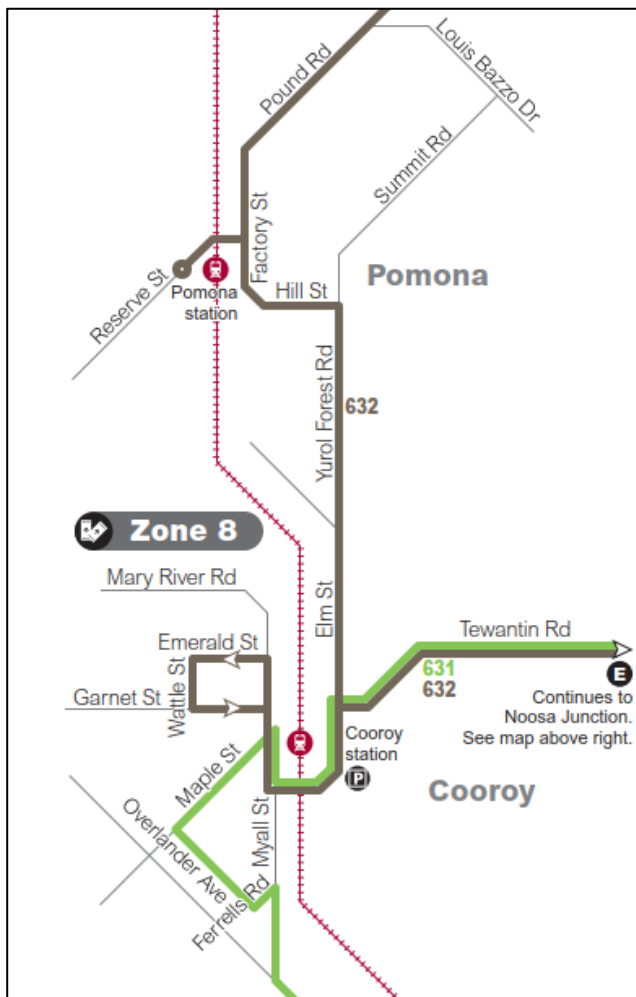 Pound Rd
Louis Bazzo Dr
Summit Rd
Factory St
Pomona
Reserve St
Pomona
station
Hill St
Yurol Forest Rd
632
Zone 8
Mary River Rd
Elm St
Emerald St
Tewantin Rd
Wattle St
631
632
E
Garnet St
Continues to
Noosa Junction.
See map above right.
Cooroy
station
P
Maple St
Cooroy
Myall St
Overlander Ave
Ferrells Rd